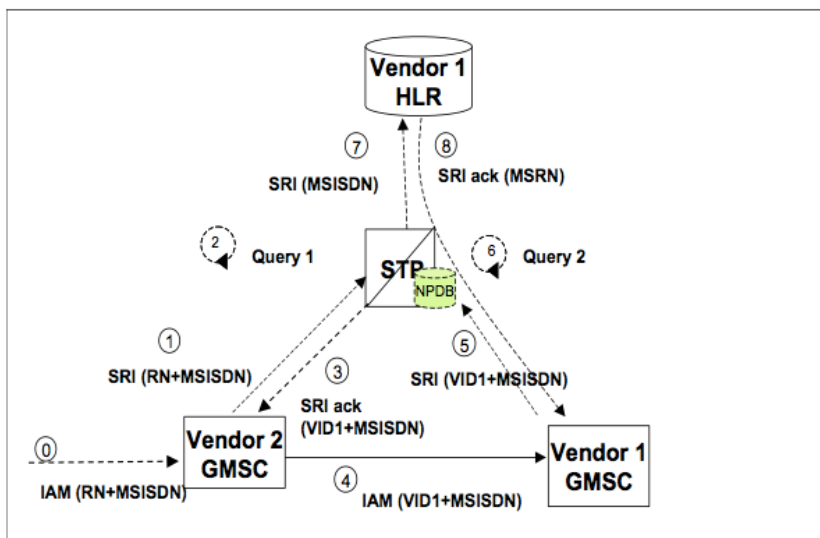 Vendor 1
HLR
7
8
SRI (MSISDN)
SRI ack (MSRN)
2
Query 1
STP
NPDB
6
Query 2
1
SRI (RN+MSISDN)
3
SRI ack
(VID1+MSISDN)
5
SRI (VID1+MSISDN)
0
IAM (RN+MSISDN)
Vendor 2
GMSC
4
IAM (VID1+MSISDN)
Vendor 1
GMSC